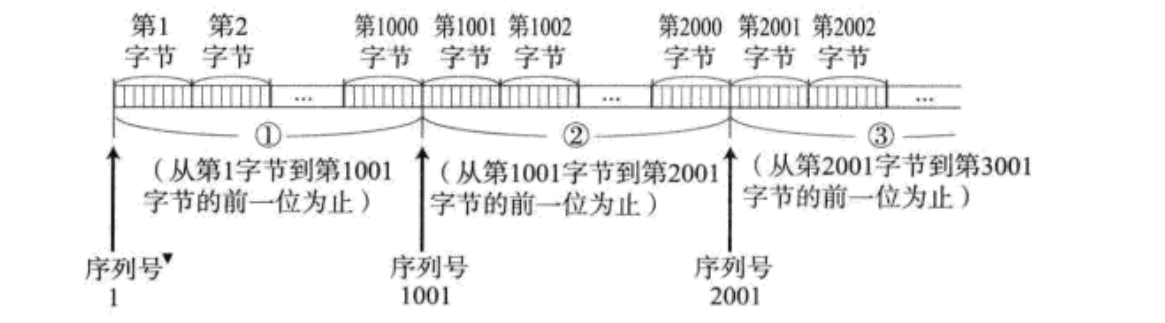 第1 第2 第1000 第1001 第1002 第2000 第2001 第2002
字节 字节 字节 字节 字节 字节 字节 字节
... ... ...
① ② ③
（从第1字节到第1001
字节的前一位为止）
（从第1001字节到第2001
字节的前一位为止）
（从第2001字节到第3001
字节的前一位为止）
序列号▼ 序列号 序列号
1 1001 2001